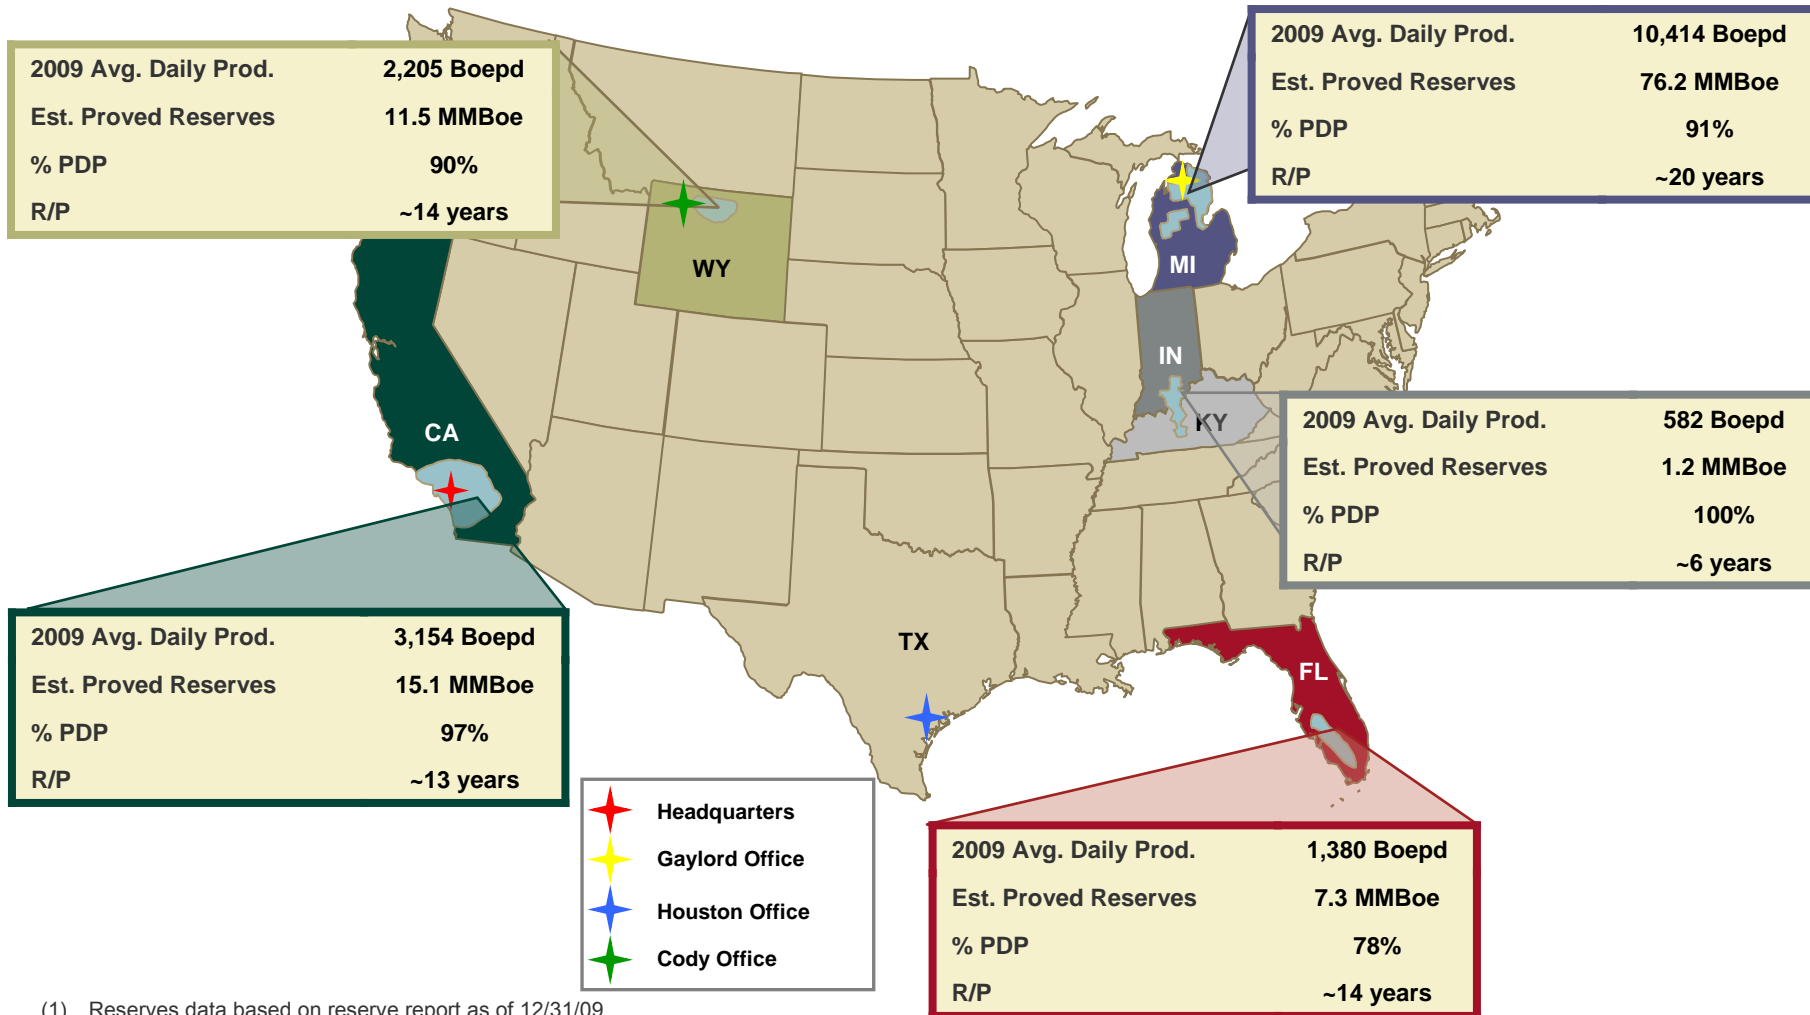 2009 Avg. Daily Prod. 2,205 Boepd
Est. Proved Reserves 11.5 MMBoe
% PDP 90%
R/P ~14 years
2009 Avg. Daily Prod. 10,414 Boepd
Est. Proved Reserves 76.2 MMBoe
% PDP 91%
R/P ~20 years
WY
MI
IN
KY
CA
TX
FL
2009 Avg. Daily Prod. 582 Boepd
Est. Proved Reserves 1.2 MMBoe
% PDP 100%
R/P ~6 years
2009 Avg. Daily Prod. 3,154 Boepd
Est. Proved Reserves 15.1 MMBoe
% PDP 97%
R/P ~13 years
Headquarters
Gaylord Office
Houston Office
Cody Office
2009 Avg. Daily Prod. 1,380 Boepd
Est. Proved Reserves 7.3 MMBoe
% PDP 78%
R/P ~14 years
(1) Reserves data based on reserve report as of 12/31/09